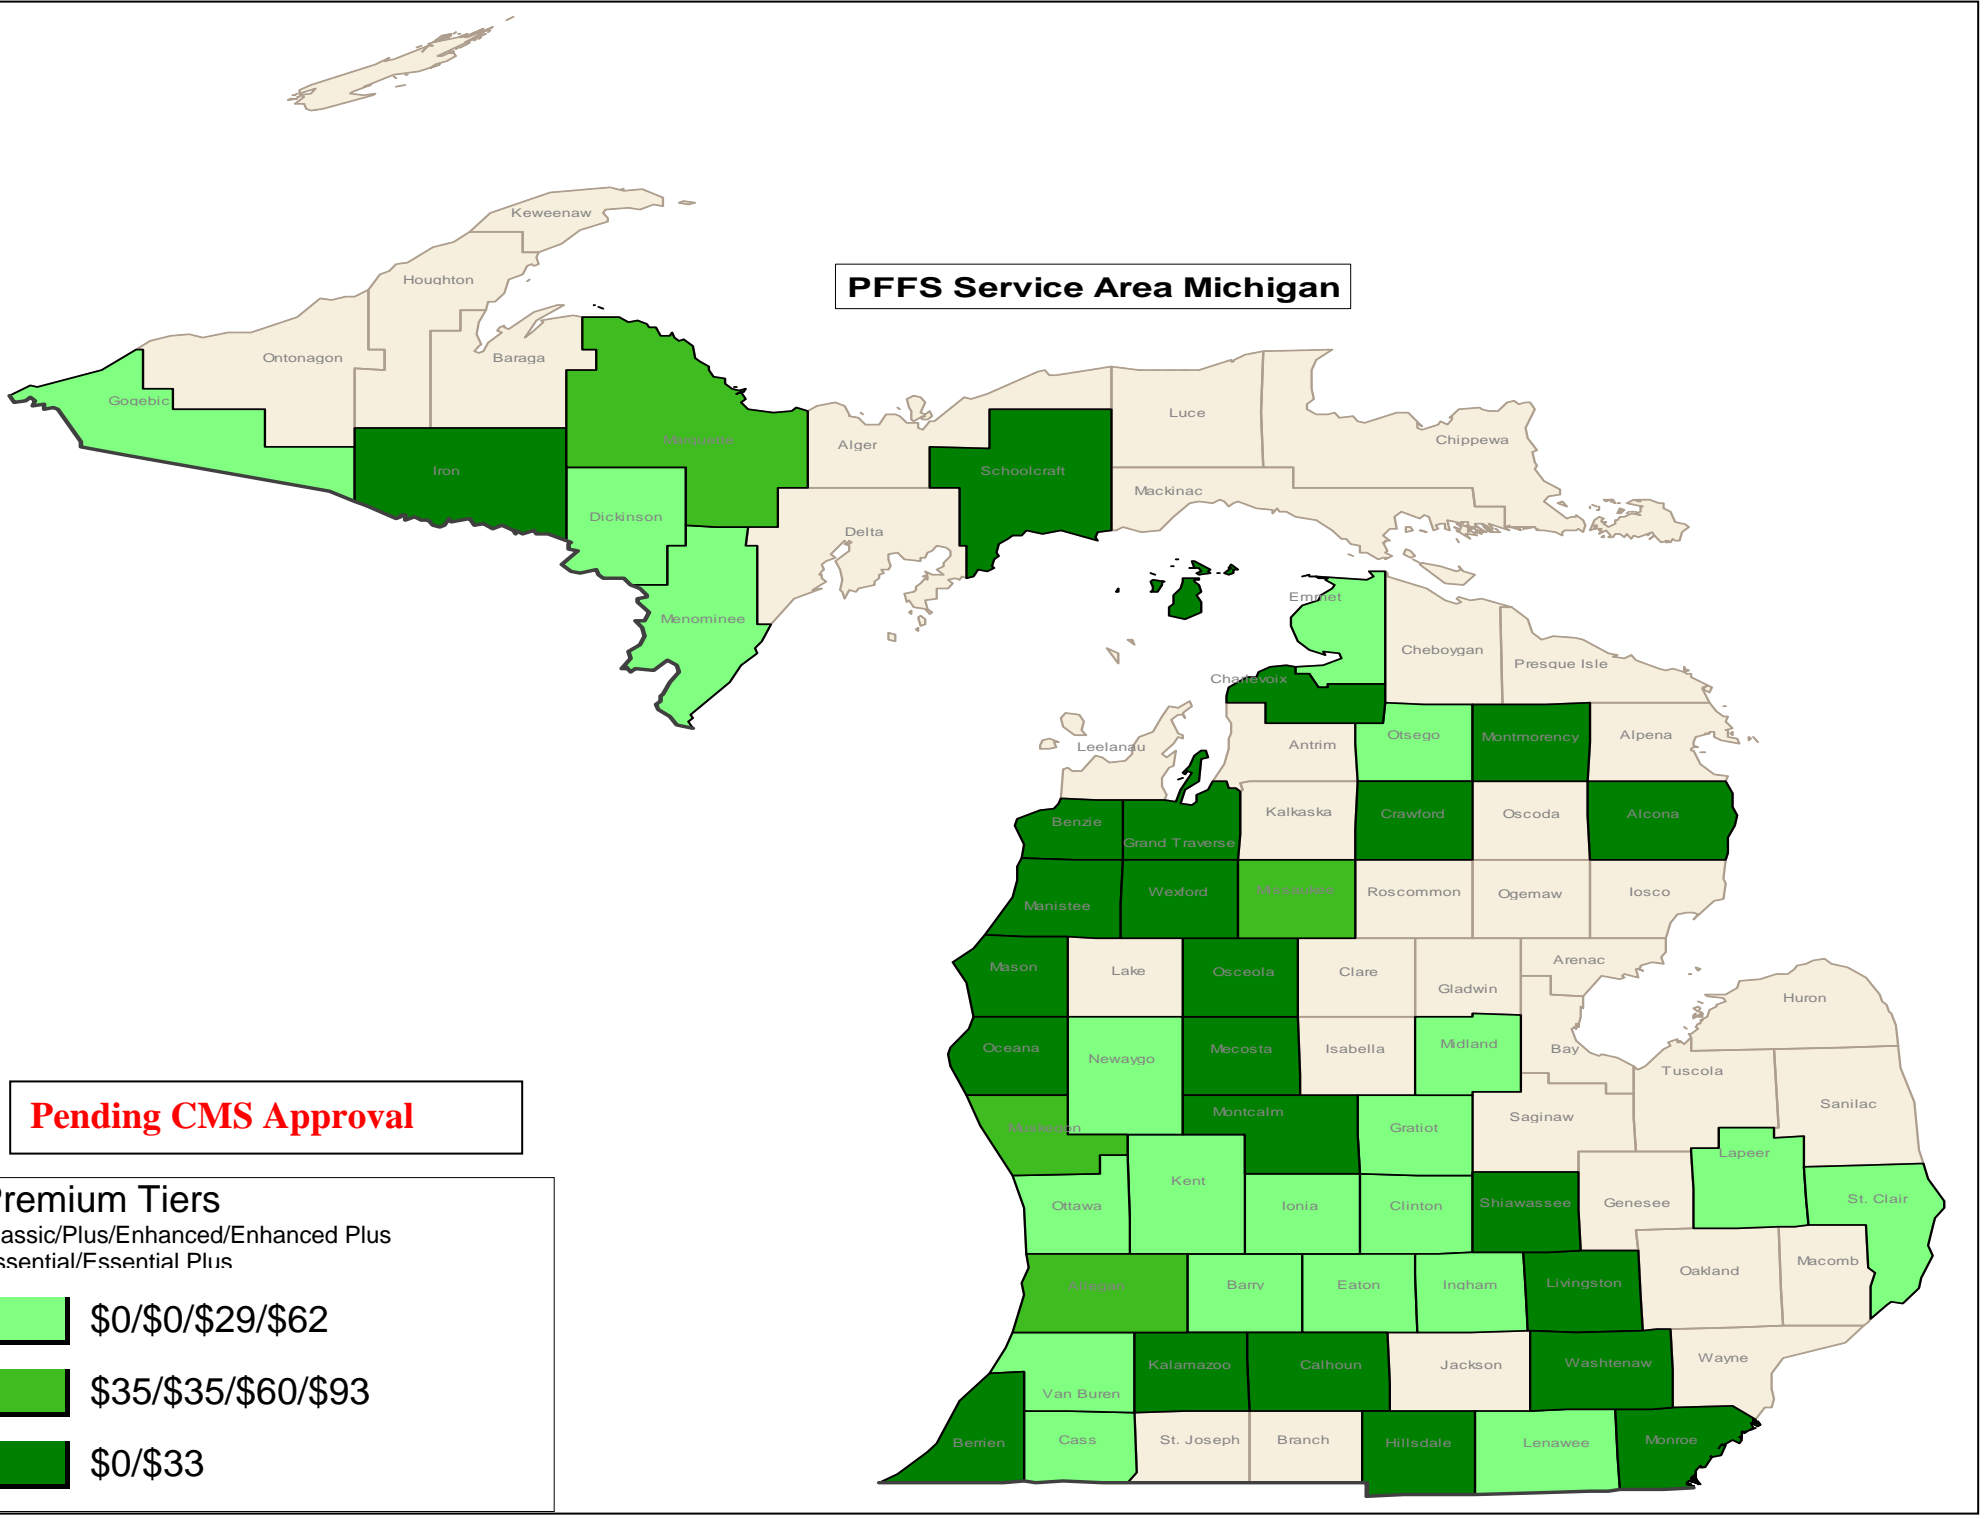 Keweenaw
PFFS Service Area Michigan
Houghton
Ontonagon
Baraga
Gogebic
Luce
Alger
Chippewa
Iron
Schoolcraft
Mackinac
Dickinson
Delta
Emmet
Menominee
Cheboygan
Presque Isle
Charlevoix
Leelanau
Antrim
Otsego
Montmorency
Alpena
Benzie
Grand Traverse
Kalkaska
Crawford
Oscoda
Alcona
Manistee
Wexford
Roscommon
Ogemaw
Iosco
Mason
Lake
Osceola
Clare
Gladwin
Arenac
Huron
Oceana
Newaygo
Mecosta
Isabella
Midland
Bay
Tuscola
Sanilac
Pending CMS Approval
Muskegon
Montcalm
Gratiot
Saginaw
Lapeer
Premium Tiers
assic/Plus/Enhanced/Enhanced Plus
ssential/Essential Plus
Ottawa
Kent
Ionia
Clinton
Shiawassee
Genesee
St. Clair
Barry
Eaton
Ingham
Livingston
Oakland
Macomb
$0/$0/$29/$62
$35/$35/$60/$93
$0/$33
Van Buren
Kalamazoo
Calhoun
Jackson
Washtenaw
Wayne
Berrien
Cass
St. Joseph
Branch
Hillsdale
Lenawee
Monroe